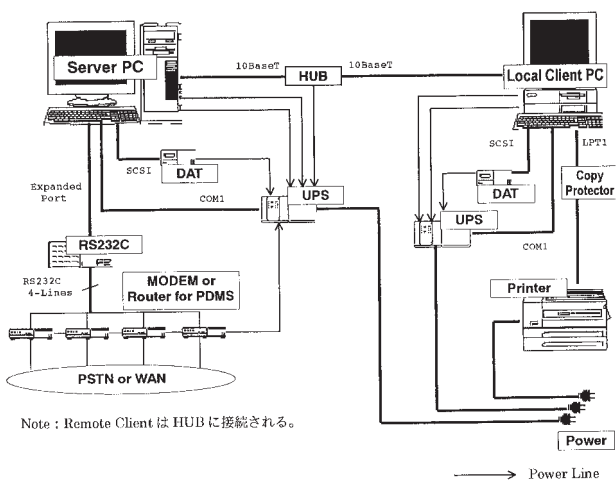 10BaseT
HUB
10BaseT
Server PC
Local Client PC
SCSI
DAT
COM1
UPS
Expanded
Port
RS232C
RS232C
4-Lines
MODEM or
Router for PDMS
PSTN or WAN
SCSI
LPT1
Copy
Protector
DAT
UPS
COM1
Printer
Power
Note : Remote Client は HUB に接続される。
Power Line